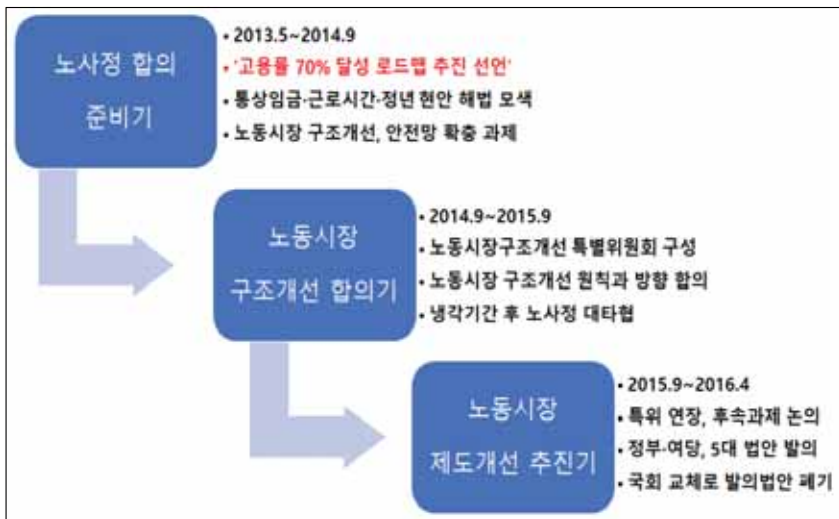 노사정 합의
준비기
• 2013.5~2014.9
• '고용률 70% 달성 로드맵 추진 선언'
• 통상임금·근로시간·정년 현안 해법 모색
• 노동시장 구조개선, 안전망 확충 과제
노동시장
구조개선 합의기
• 2014.9~2015.9
• 노동시장구조개선 특별위원회 구성
• 노동시장 구조개선 원칙과 방향 합의
• 냉각기간 후 노사정 대타협
노동시장
제도개선 추진기
• 2015.9~2016.4
• 특위 연장, 후속과제 논의
• 정부·여당, 5대 법안 발의
• 국회 교체로 발의법안 폐기